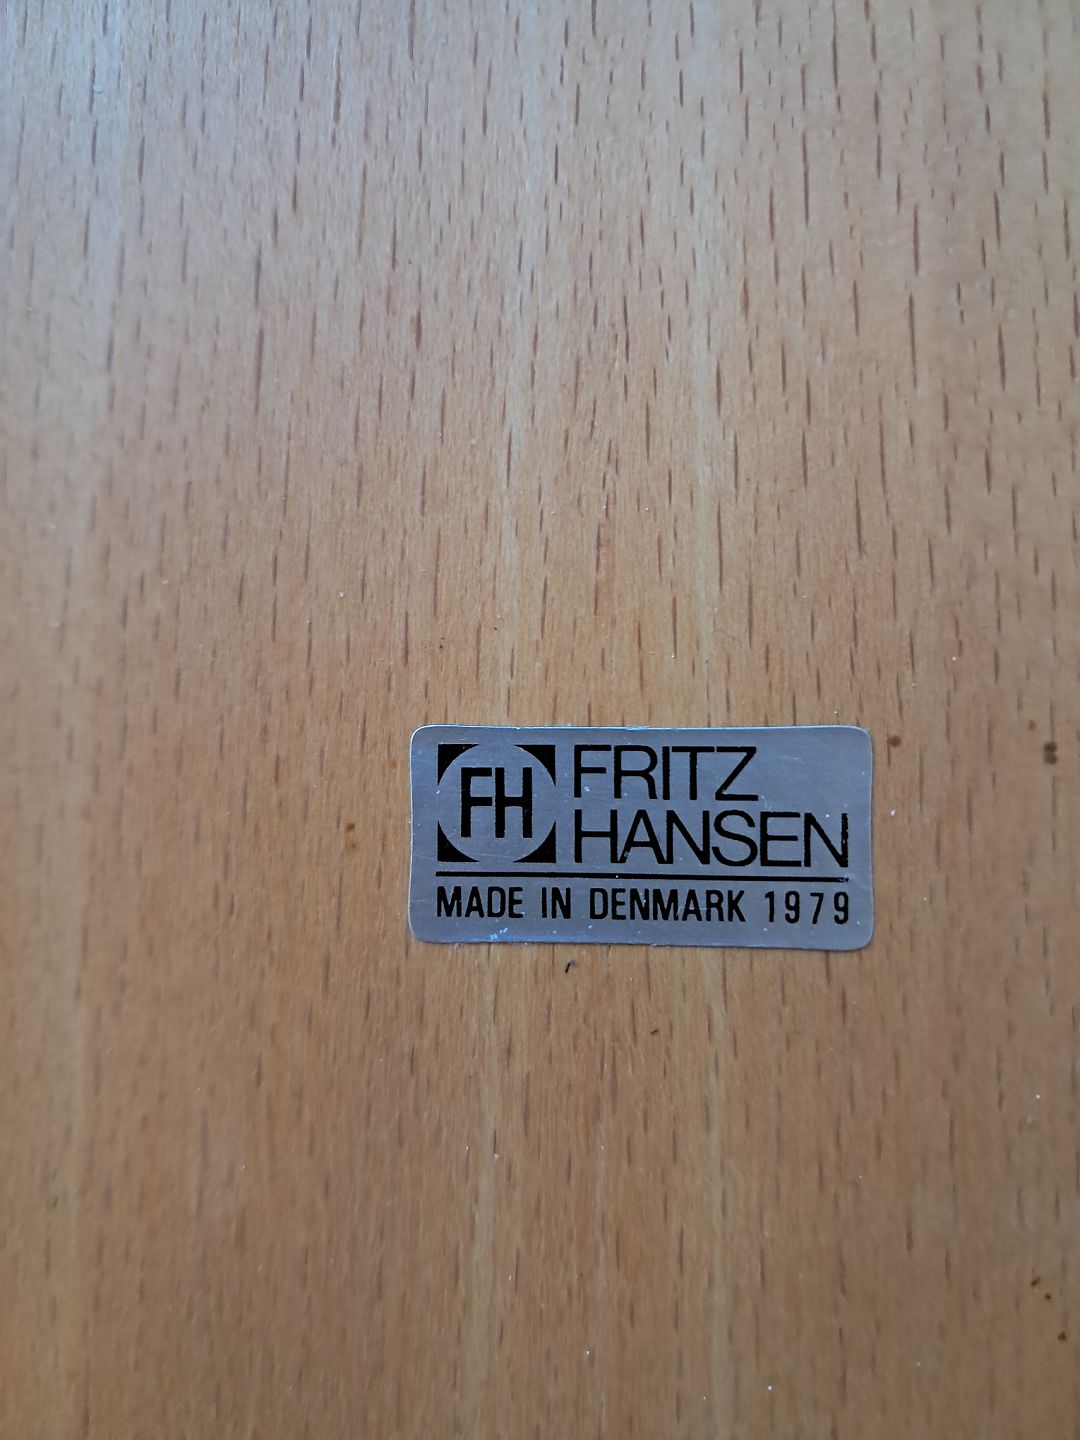 FH
FRITZ
HANSEN
MADE IN DENMARK 1979